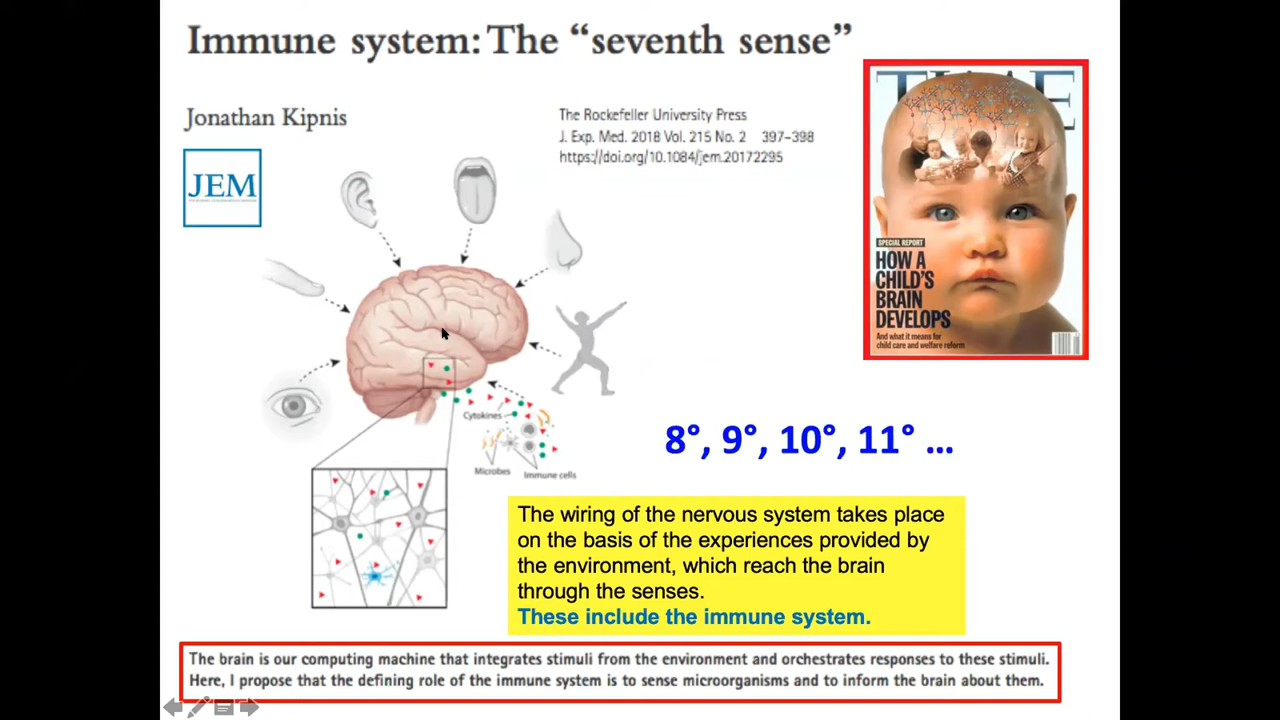 Immune system: The “seventh sense”
Jonathan Kipnis
The Rockefeller University Press
J. Exp. Med. 2018 Vol. 215 No. 2 397–398
https://doi.org/10.1084/jem.20172295
JEM
TIME
SPECIAL REPORT
HOW A
CHILD'S
BRAIN
DEVELOPS
And what it means for
child care and welfare reform
Cytokines
Microbes
Immune cells
8°, 9°, 10°, 11° ...
The wiring of the nervous system takes place
on the basis of the experiences provided by
the environment, which reach the brain
through the senses.
These include the immune system.
The brain is our computing machine that integrates stimuli from the environment and orchestrates responses to these stimuli.
Here, I propose that the defining role of the immune system is to sense microorganisms and to inform the brain about them.